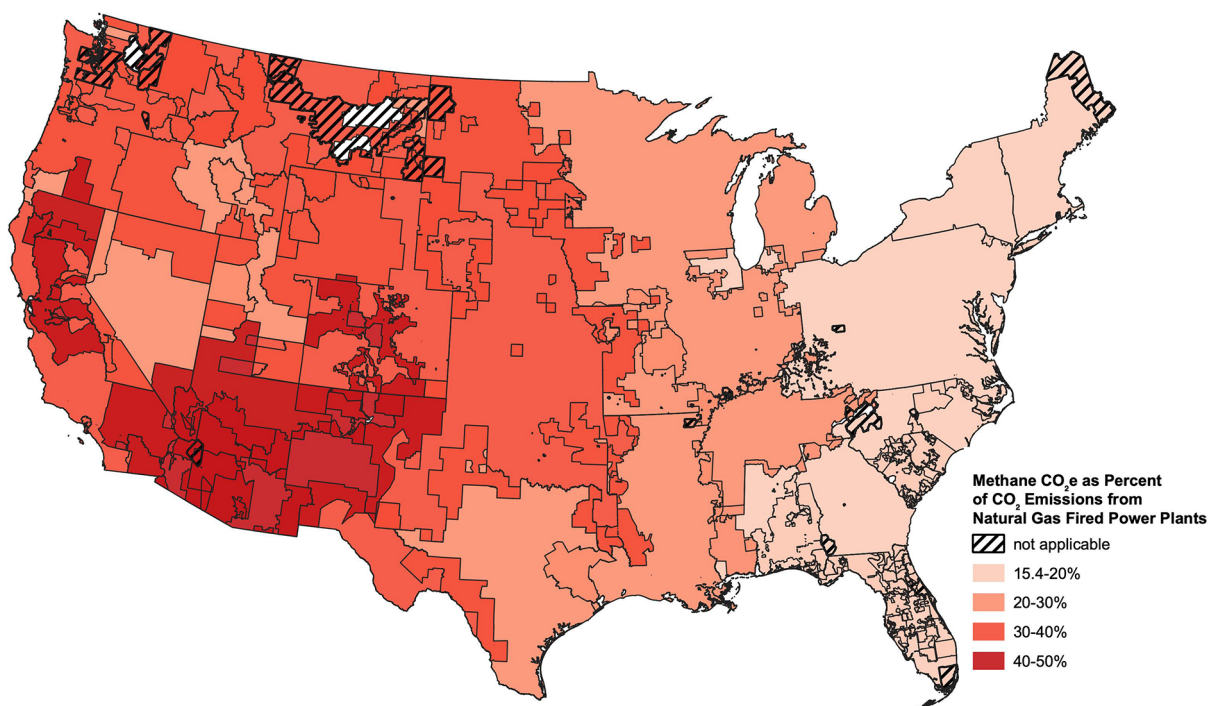 Methane CO₂e as Percent
of CO₂ Emissions from
Natural Gas Fired Power Plants
not applicable
15.4-20%
20-30%
30-40%
40-50%